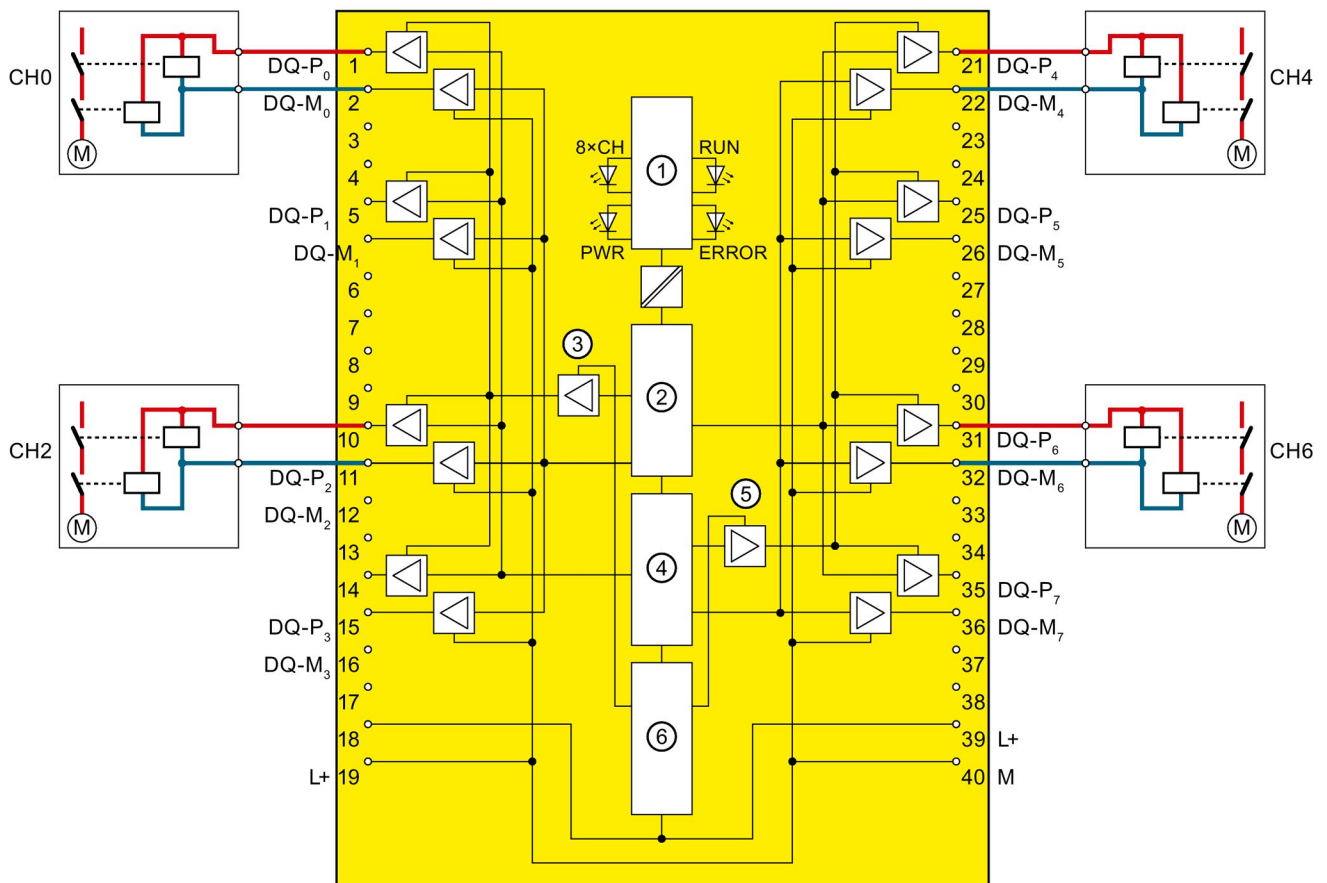 CH0
DQ-P0 1
DQ-M0 2
3
4
DQ-P1 5
DQ-M1
6
7
8
9
CH2
10
DQ-P2 11
DQ-M2 12
13
14
DQ-P3 15
DQ-M3 16
17
18
L+ 19
M
M
8×CH
RUN
PWR
ERROR
1
2
3
4
5
6
21 DQ-P4
22 DQ-M4
23
24
25 DQ-P5
26 DQ-M5
27
28
29
30
31 DQ-P6
32 DQ-M6
33
34
35 DQ-P7
36 DQ-M7
37
38
39 L+
40 M
CH4
M
CH6
M